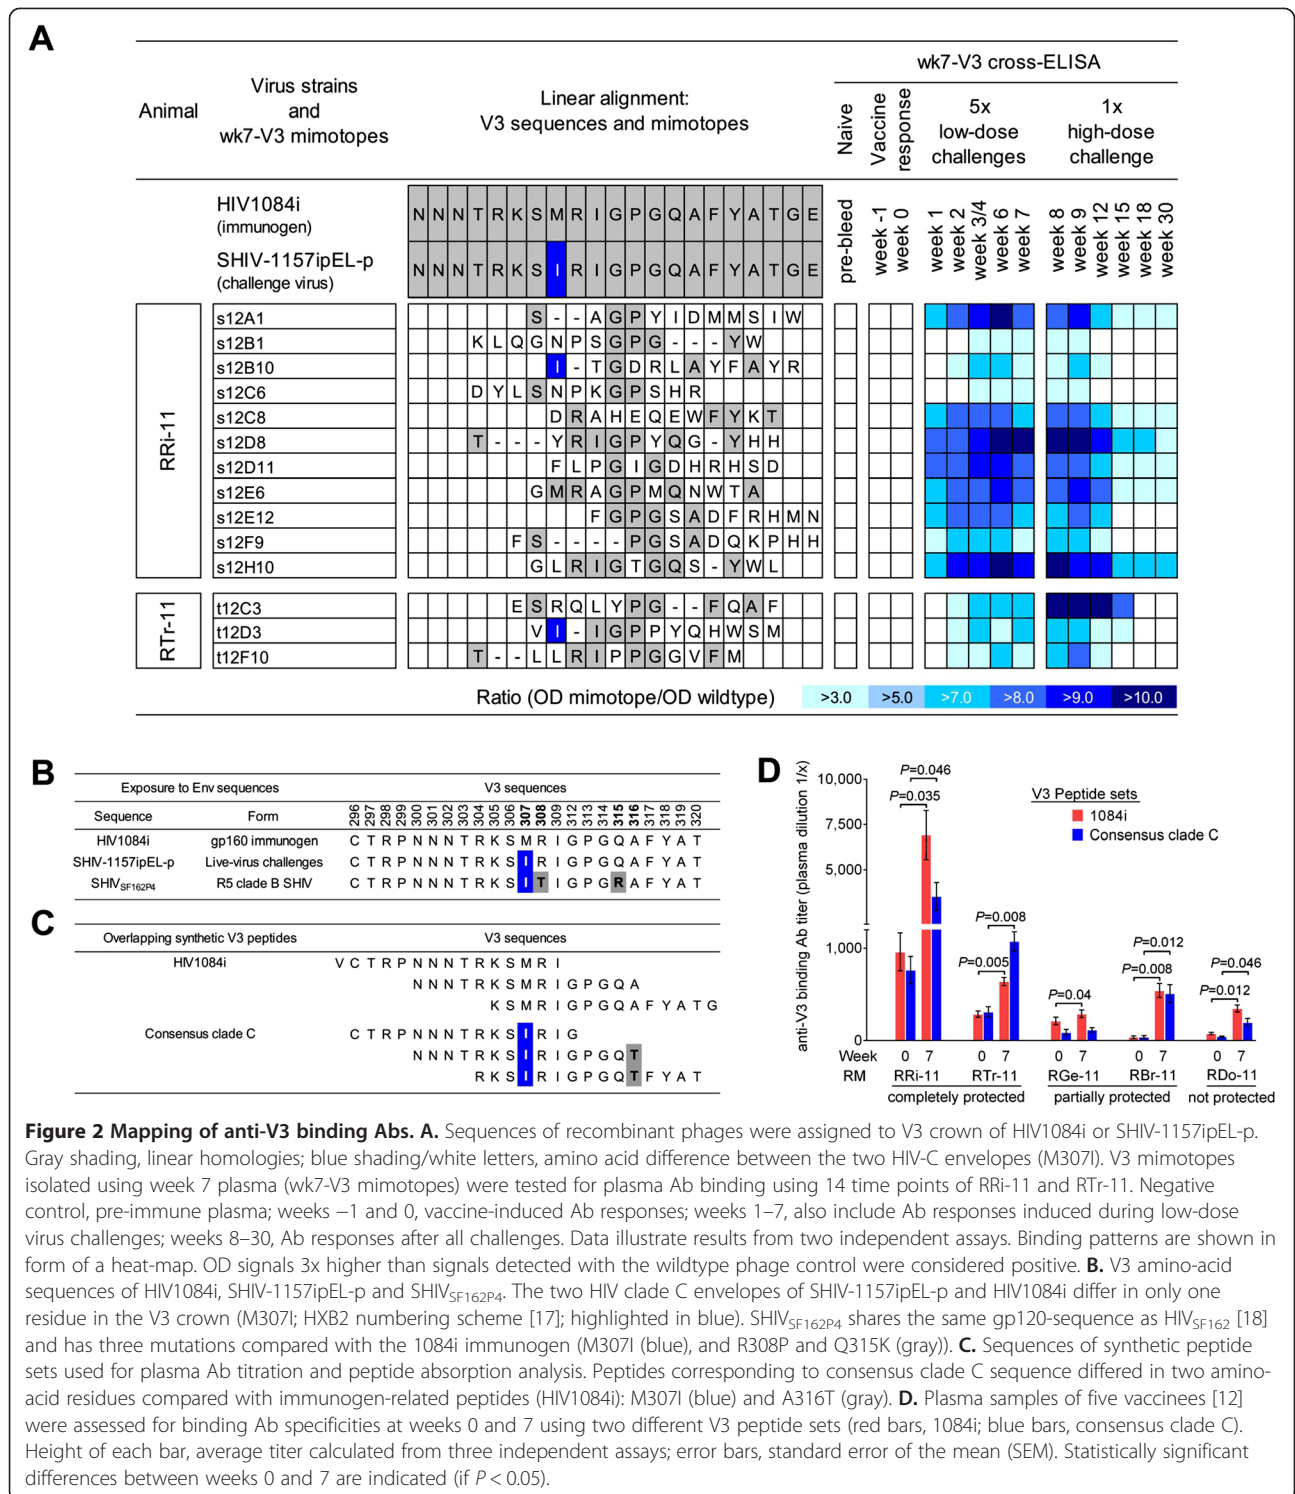 A
Animal
Virus strains
and
wk7-V3 mimotopes
Linear alignment:
V3 sequences and mimotopes
wk7-V3 cross-ELISA
Naive
Vaccine
response
5x
low-dose
challenges
1x
high-dose
challenge
HIV1084i
(immunogen)
N N N T R K S M R I G P G Q A F Y A T G E
SHIV-1157ipEL-p
(challenge virus)
N N N T R K S I R I G P G Q A F Y A T G E
pre-bleed
week -1
week 0
week 1
week 2
week 3/4
week 6
week 7
week 8
week 9
week 12
week 15
week 18
week 30
RRi-11
s12A1 S - - A G P Y I D M M S I W
s12B1 K L Q G N P S G P G - - - Y W
s12B10 I - T G D R L A Y F A Y R
s12C6 D Y L S N P K G P S H R
s12C8 D R A H E Q E W F Y K T
s12D8 T - - - Y R I G P Y Q G - Y H H
s12D11 F L P G I G D H R H S D
s12E6 G M R A G P M Q N W T A
s12E12 F G P G S A D F R H M N
s12F9 F S - - - - P G S A D Q K P H H
s12H10 G L R I G T G Q S - Y W L
RTr-11
t12C3 E S R Q L Y P G - - F Q A F
t12D3 V I - I G P P Y Q H W S M
t12F10 T - - L L R I P P G G V F M
Ratio (OD mimotope/OD wildtype) >3.0 >5.0 >7.0 >8.0 >9.0 >10.0
B
Exposure to Env sequences V3 sequences
Sequence Form 296 297 298 299 300 301 302 303 304 305 306 307 308 309 312 313 314 315 316 317 318 319 320
HIV1084i gp160 immunogen C T R P N N N T R K S M R I G P G Q A F Y A T
SHIV-1157ipEL-p Live-virus challenges C T R P N N N T R K S I R I G P G Q A F Y A T
SHIVSF162P4 R5 clade B SHIV C T R P N N N T R K S I T I G P G R A F Y A T
C
Overlapping synthetic V3 peptides V3 sequences
HIV1084i V C T R P N N N T R K S M R I
N N N T R K S M R I G P G Q A
K S M R I G P G Q A F Y A T G
Consensus clade C C T R P N N N T R K S I R I G
N N N T R K S I R I G P G Q T
R K S I R I G P G Q T F Y A T
D
anti-V3 binding Ab titer (plasma dilution 1/x)
10,000
7,500
5,000
1,000
0
P=0.046
P=0.035
P=0.005
P=0.008
P=0.04
P=0.012
P=0.008
P=0.046
P=0.012
V3 Peptide sets
1084i
Consensus clade C
Week 0 7 0 7 0 7 0 7 0 7
RM RRi-11 RTr-11 RGe-11 RBr-11 RDo-11
completely protected partially protected not protected
Figure 2 Mapping of anti-V3 binding Abs. A. Sequences of recombinant phages were assigned to V3 crown of HIV1084i or SHIV-1157ipEL-p.
Gray shading, linear homologies; blue shading/white letters, amino acid difference between the two HIV-C envelopes (M307I). V3 mimotopes
isolated using week 7 plasma (wk7-V3 mimotopes) were tested for plasma Ab binding using 14 time points of RRi-11 and RTr-11. Negative
control, pre-immune plasma; weeks −1 and 0, vaccine-induced Ab responses; weeks 1–7, also include Ab responses induced during low-dose
virus challenges; weeks 8–30, Ab responses after all challenges. Data illustrate results from two independent assays. Binding patterns are shown in
form of a heat-map. OD signals 3x higher than signals detected with the wildtype phage control were considered positive. B. V3 amino-acid
sequences of HIV1084i, SHIV-1157ipEL-p and SHIVSF162P4. The two HIV clade C envelopes of SHIV-1157ipEL-p and HIV1084i differ in only one
residue in the V3 crown (M307I; HXB2 numbering scheme [17]; highlighted in blue). SHIVSF162P4 shares the same gp120-sequence as HIVSF162 [18]
and has three mutations compared with the 1084i immunogen (M307I (blue), and R308P and Q315K (gray)). C. Sequences of synthetic peptide
sets used for plasma Ab titration and peptide absorption analysis. Peptides corresponding to consensus clade C sequence differed in two amino-
acid residues compared with immunogen-related peptides (HIV1084i): M307I (blue) and A316T (gray). D. Plasma samples of five vaccinees [12]
were assessed for binding Ab specificities at weeks 0 and 7 using two different V3 peptide sets (red bars, 1084i; blue bars, consensus clade C).
Height of each bar, average titer calculated from three independent assays; error bars, standard error of the mean (SEM). Statistically significant
differences between weeks 0 and 7 are indicated (if P < 0.05).